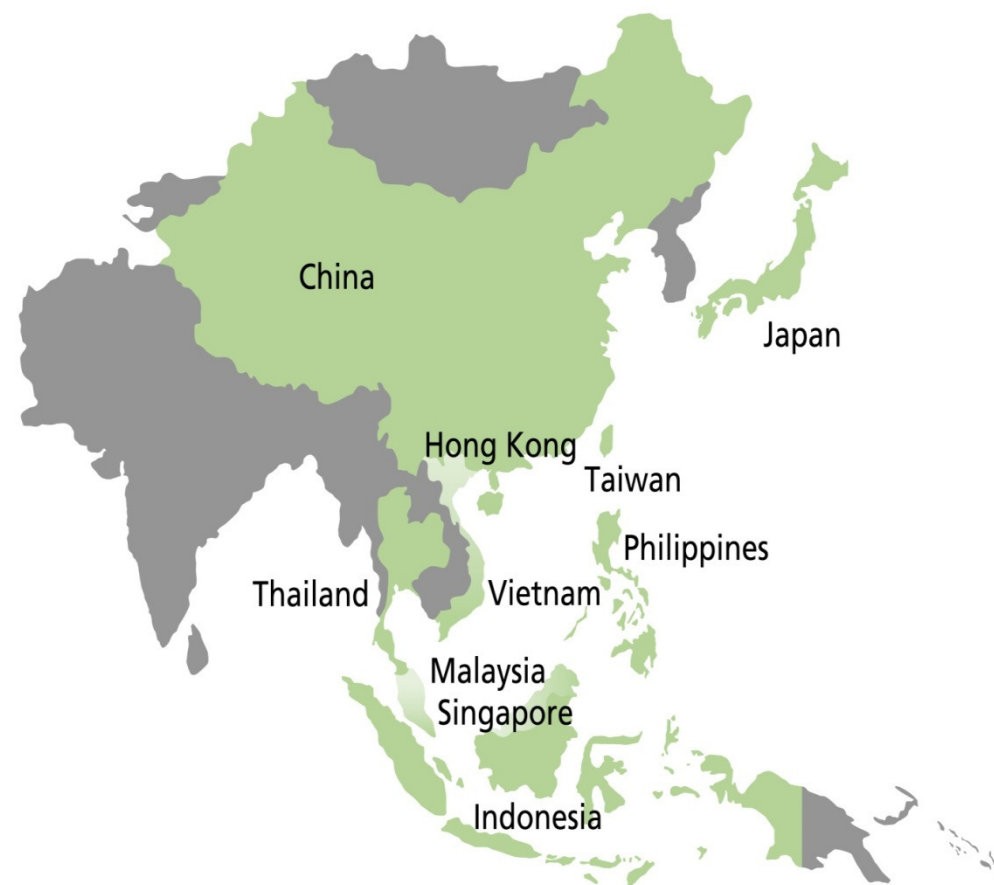 China
Japan
Hong Kong
Taiwan
Philippines
Thailand
Vietnam
Malaysia
Singapore
Indonesia